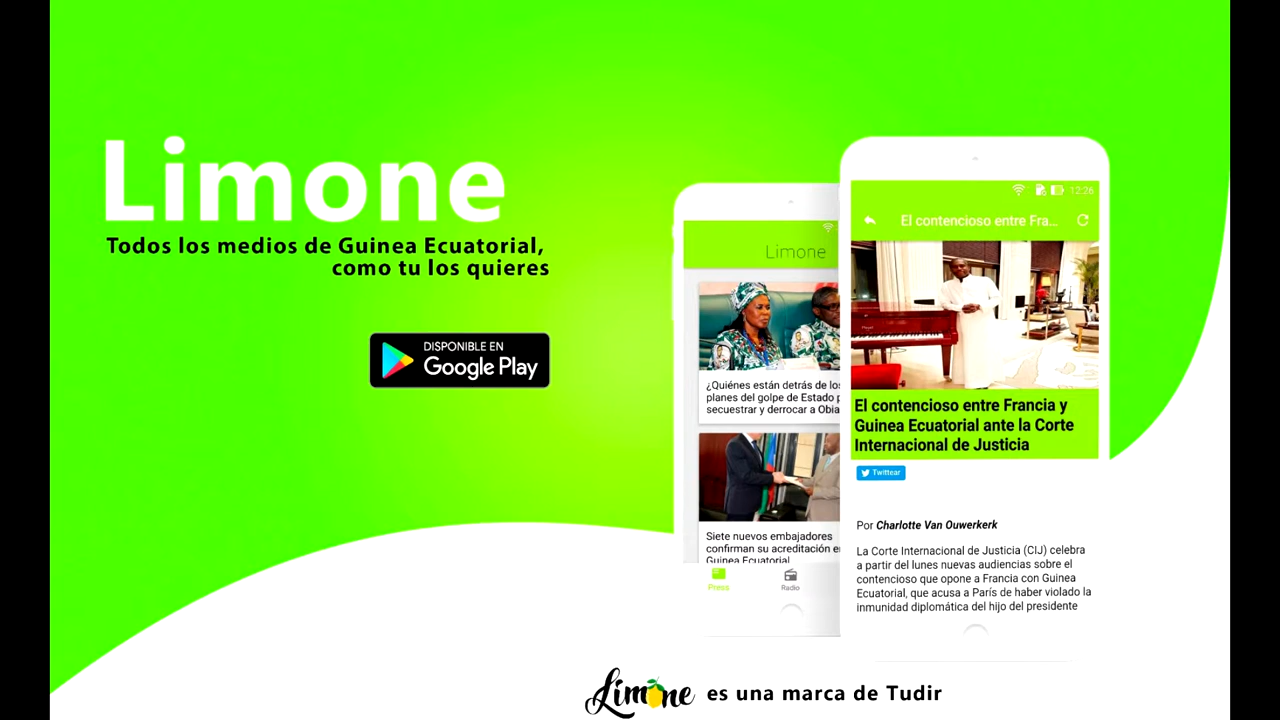 Limone
Todos los medios de Guinea Ecuatorial,
como tu los quieres
DISPONIBLE EN
Google Play
Limone
¿Quiénes están detrás de los
planes del golpe de Estado p
secuestrar y derrocar a Obia
Siete nuevos embajadores
confirman su acreditación e
Guinea Ecuatorial
Press
Radio
12:26
El contencioso entre Fra...
El contencioso entre Francia y
Guinea Ecuatorial ante la Corte
Internacional de Justicia
Twittear
Por Charlotte Van Ouwerkerk
La Corte Internacional de Justicia (CIJ) celebra
a partir del lunes nuevas audiencias sobre el
contencioso que opone a Francia con Guinea
Ecuatorial, que acusa a París de haber violado la
inmunidad diplomática del hijo del presidente
Limone es una marca de Tudir